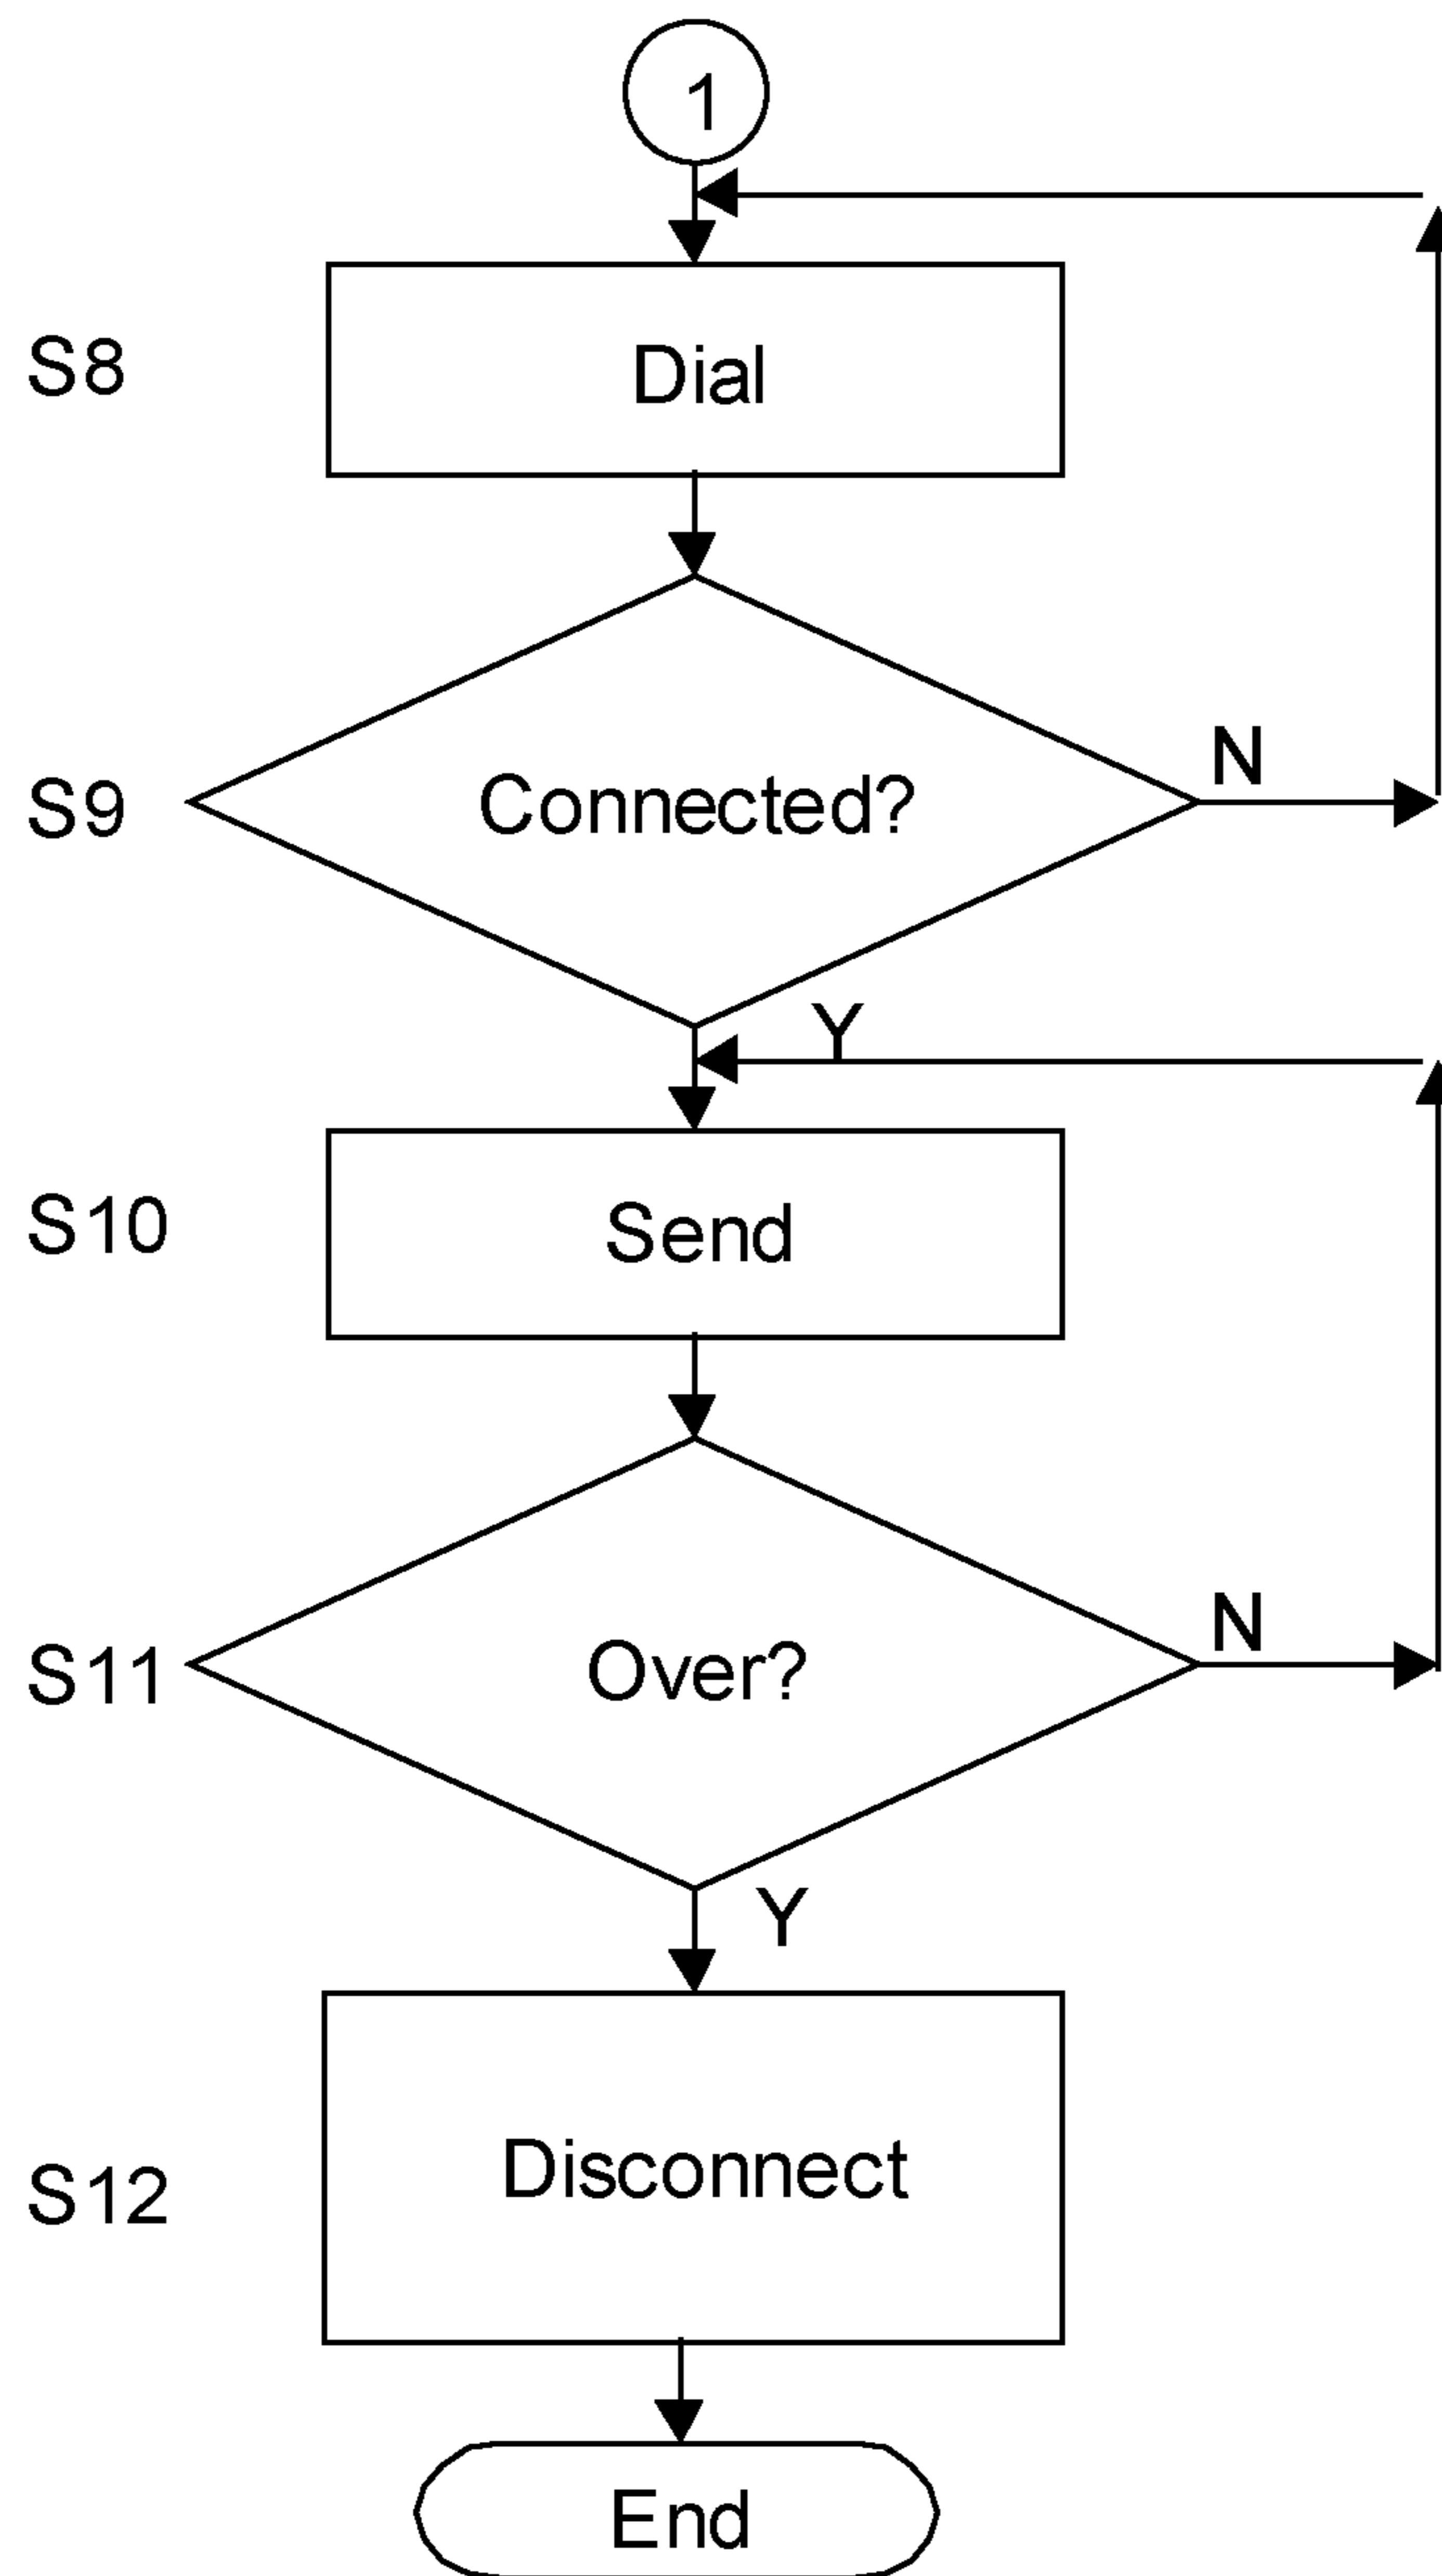 1
S8
Dial
S9
Connected?
N
Y
S10
Send
S11
Over?
N
Y
S12
Disconnect
End